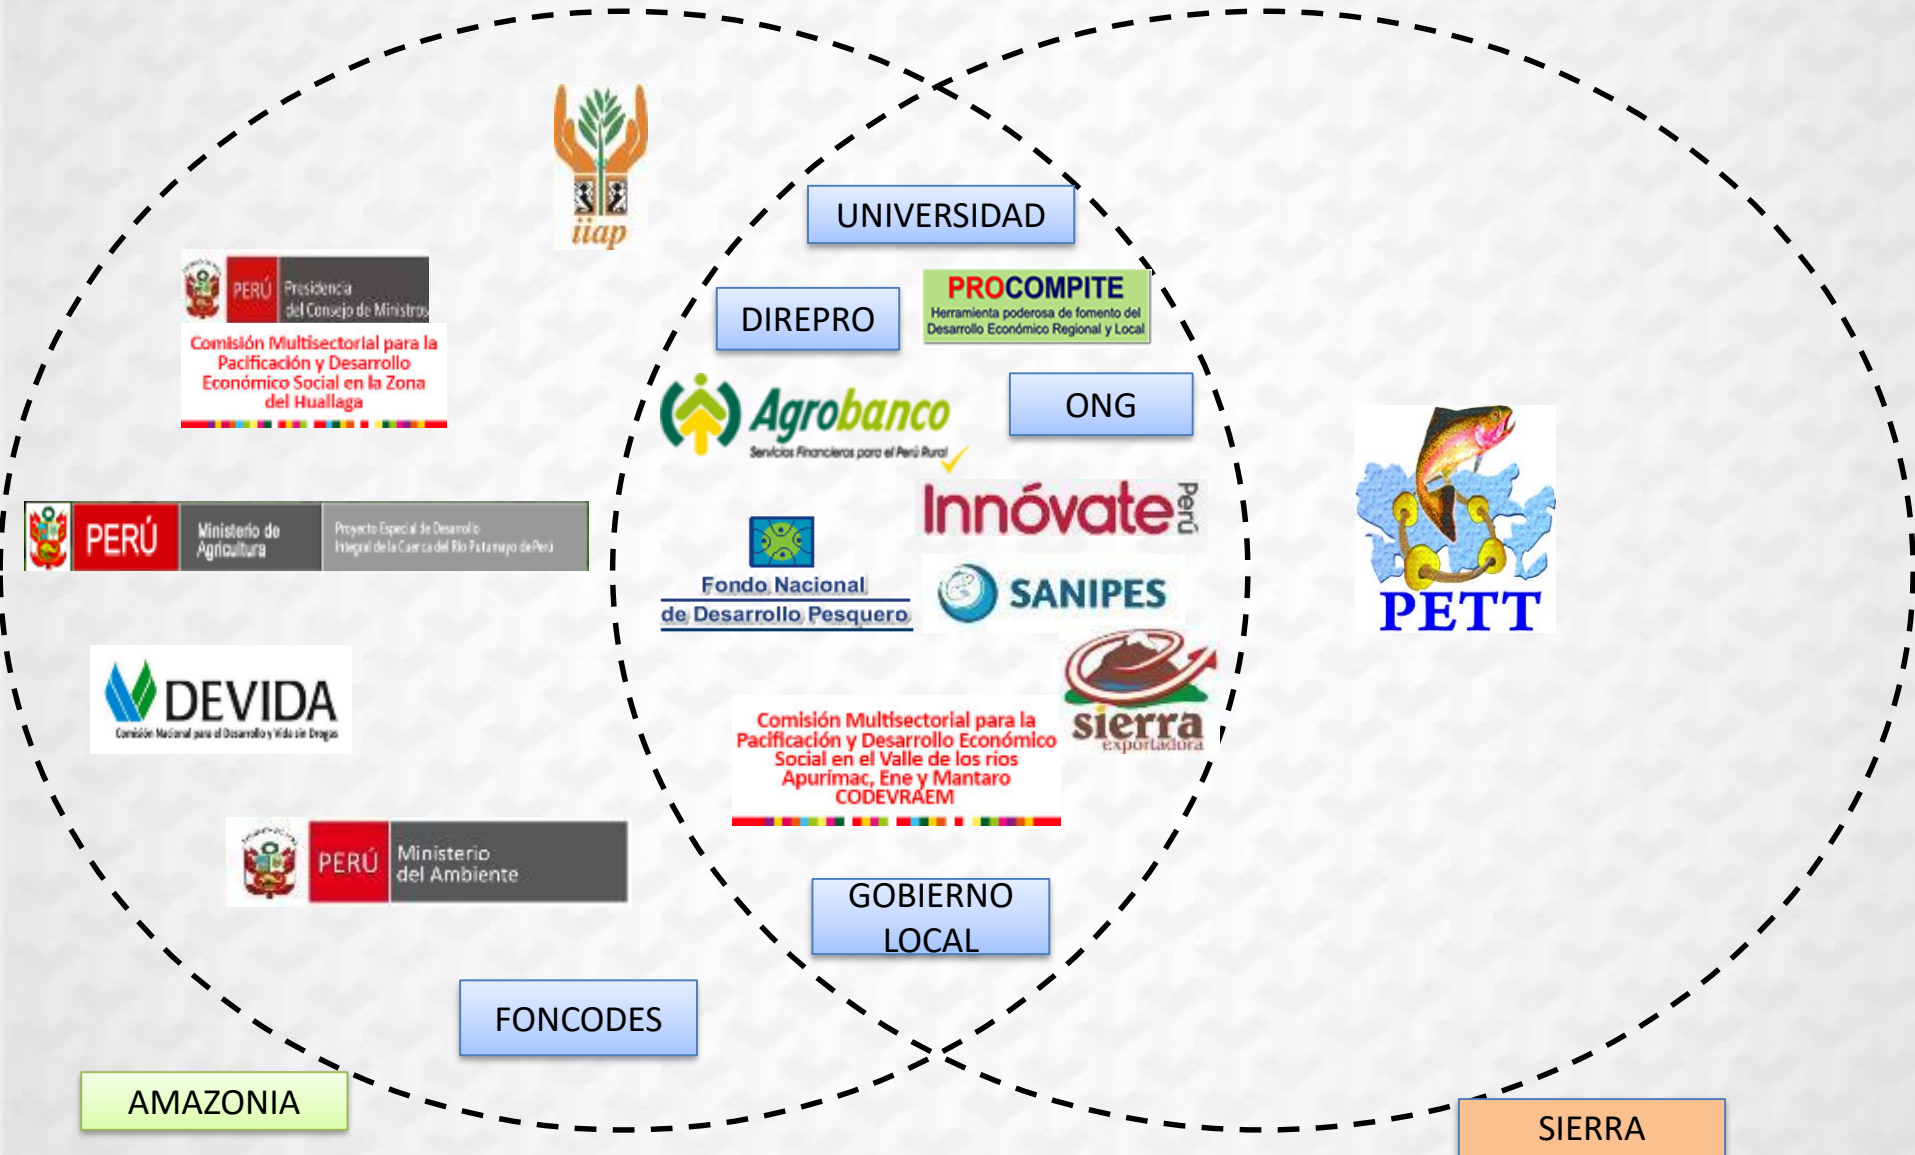 iiap
UNIVERSIDAD
PERÚ
Presidencia
del Consejo de Ministros
Comisión Multisectorial para la
Pacificación y Desarrollo
Económico Social en la Zona
del Huallaga
DIREPRO
PROCOMPITE
Herramienta poderosa de fomento del
Desarrollo Económico Regional y Local
Agrobanco
Servicios Financieros para el Perú Rural
ONG
PETT
PERÚ
Ministerio de
Agricultura
Proyecto Especial de Desarrollo
Integral de la Cuenca del Río Putumayo de Perú
Innóvate Perú
Fondo Nacional
de Desarrollo Pesquero
SANIPES
DEVIDA
Comisión Nacional para el Desarrollo y Vida sin Drogas
sierra
exportadora
Comisión Multisectorial para la
Pacificación y Desarrollo Económico
Social en el Valle de los ríos
Apurímac, Ene y Mantaro
CODEVRAEM
PERÚ
Ministerio
del Ambiente
GOBIERNO
LOCAL
FONCODES
AMAZONIA
SIERRA